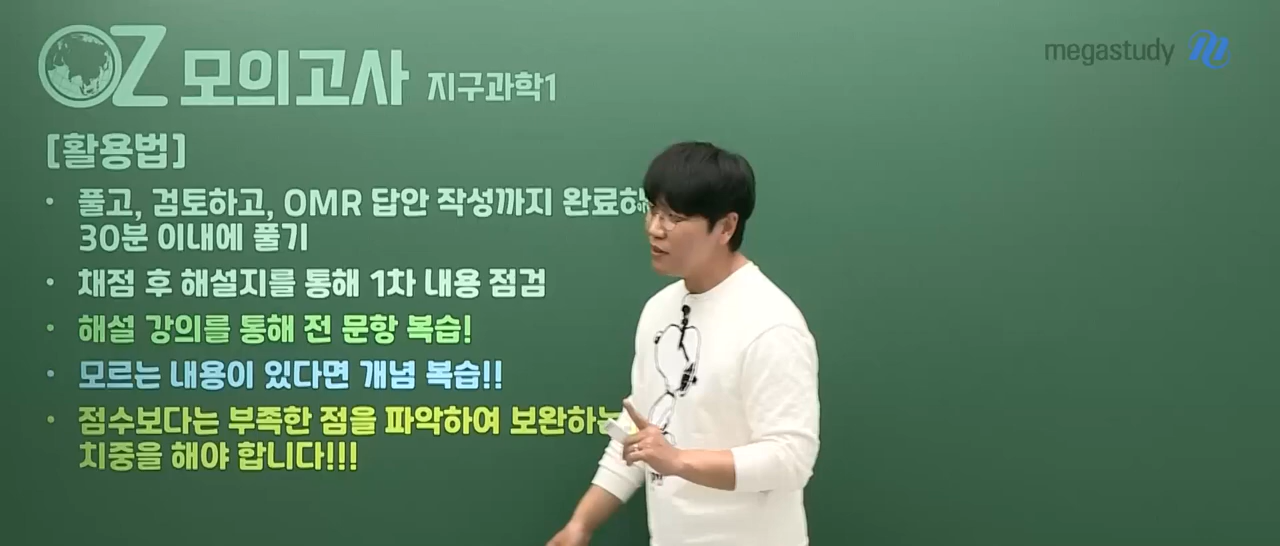 OZ 모의고사 지구과학1
megastudy
[활용법]
• 풀고, 검토하고, OMR 답안 작성까지
30분 이내에 풀기
• 채점 후 해설지를 통해 1차 내용 점검
• 해설 강의를 통해 전 문항 복습!
• 모르는 내용이 있다면 개념 복습!!
• 점수보다는 부족한 점을 파악하여 보완하는
치중을 해야 합니다!!!